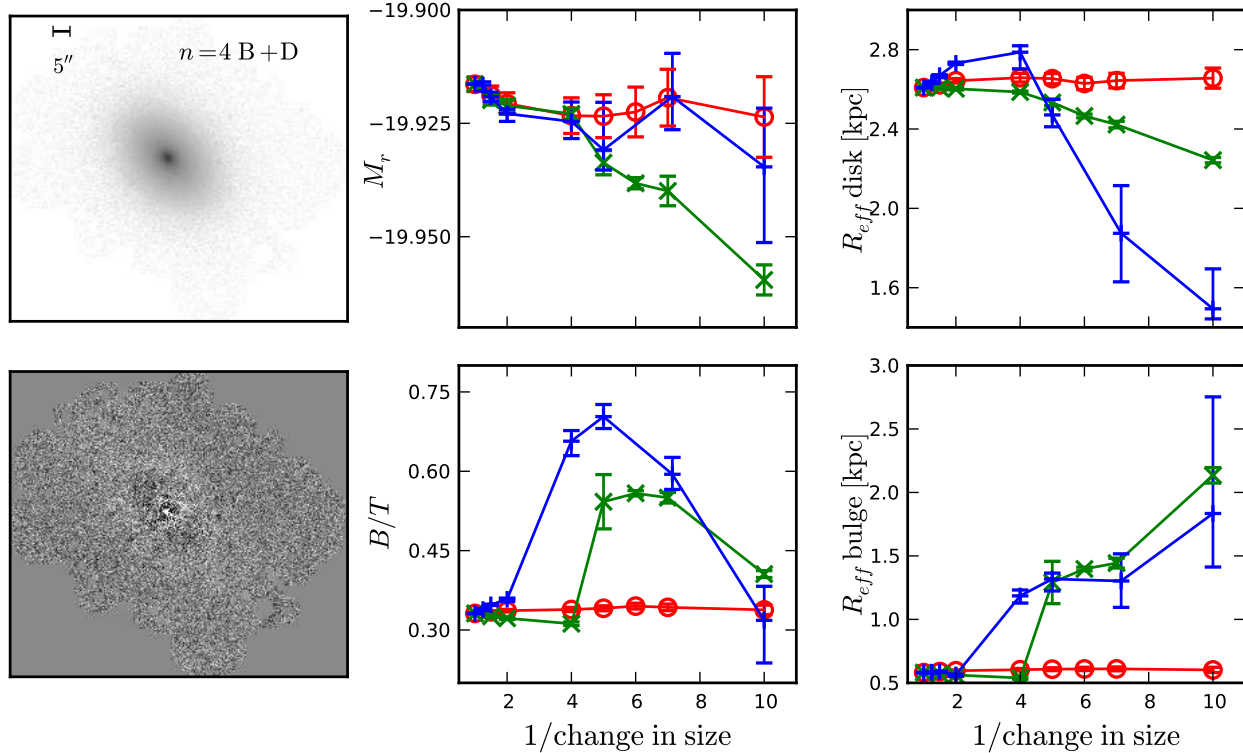 5″
n=4 B+D
−19.900
−19.925
−19.950
M_r
2.8
2.4
2.0
1.6
R_eff disk [kpc]
0.75
0.60
0.45
0.30
B/T
2 4 6 8 10
1/change in size
3.0
2.5
2.0
1.5
1.0
0.5
R_eff bulge [kpc]
2 4 6 8 10
1/change in size